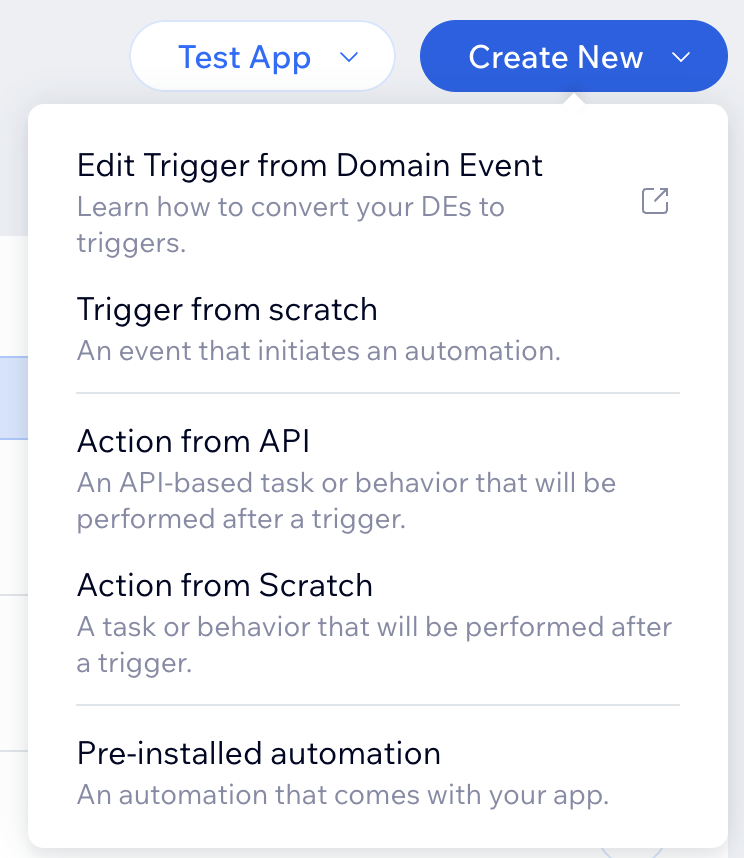 Test App
Create New
Edit Trigger from Domain Event
Learn how to convert your DEs to
triggers.
Trigger from scratch
An event that initiates an automation.
Action from API
An API-based task or behavior that will be
performed after a trigger.
Action from Scratch
A task or behavior that will be performed after
a trigger.
Pre-installed automation
An automation that comes with your app.